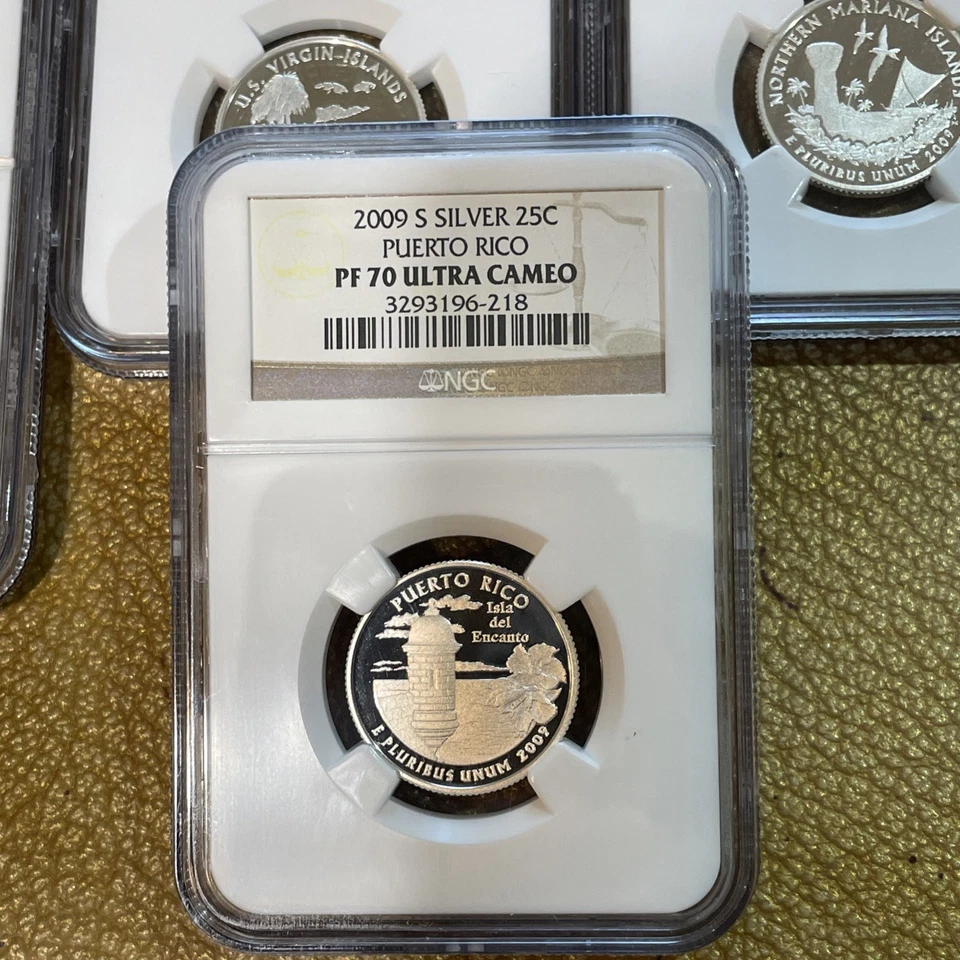 U.S. VIRGIN ISLANDS
NORTHERN MARIANA ISLANDS
E PLURIBUS UNUM 2009
2009 S SILVER 25C
PUERTO RICO
PF 70 ULTRA CAMEO
3293196-218
NGC
PUERTO RICO
Isla
del
Encanto
E PLURIBUS UNUM 2009